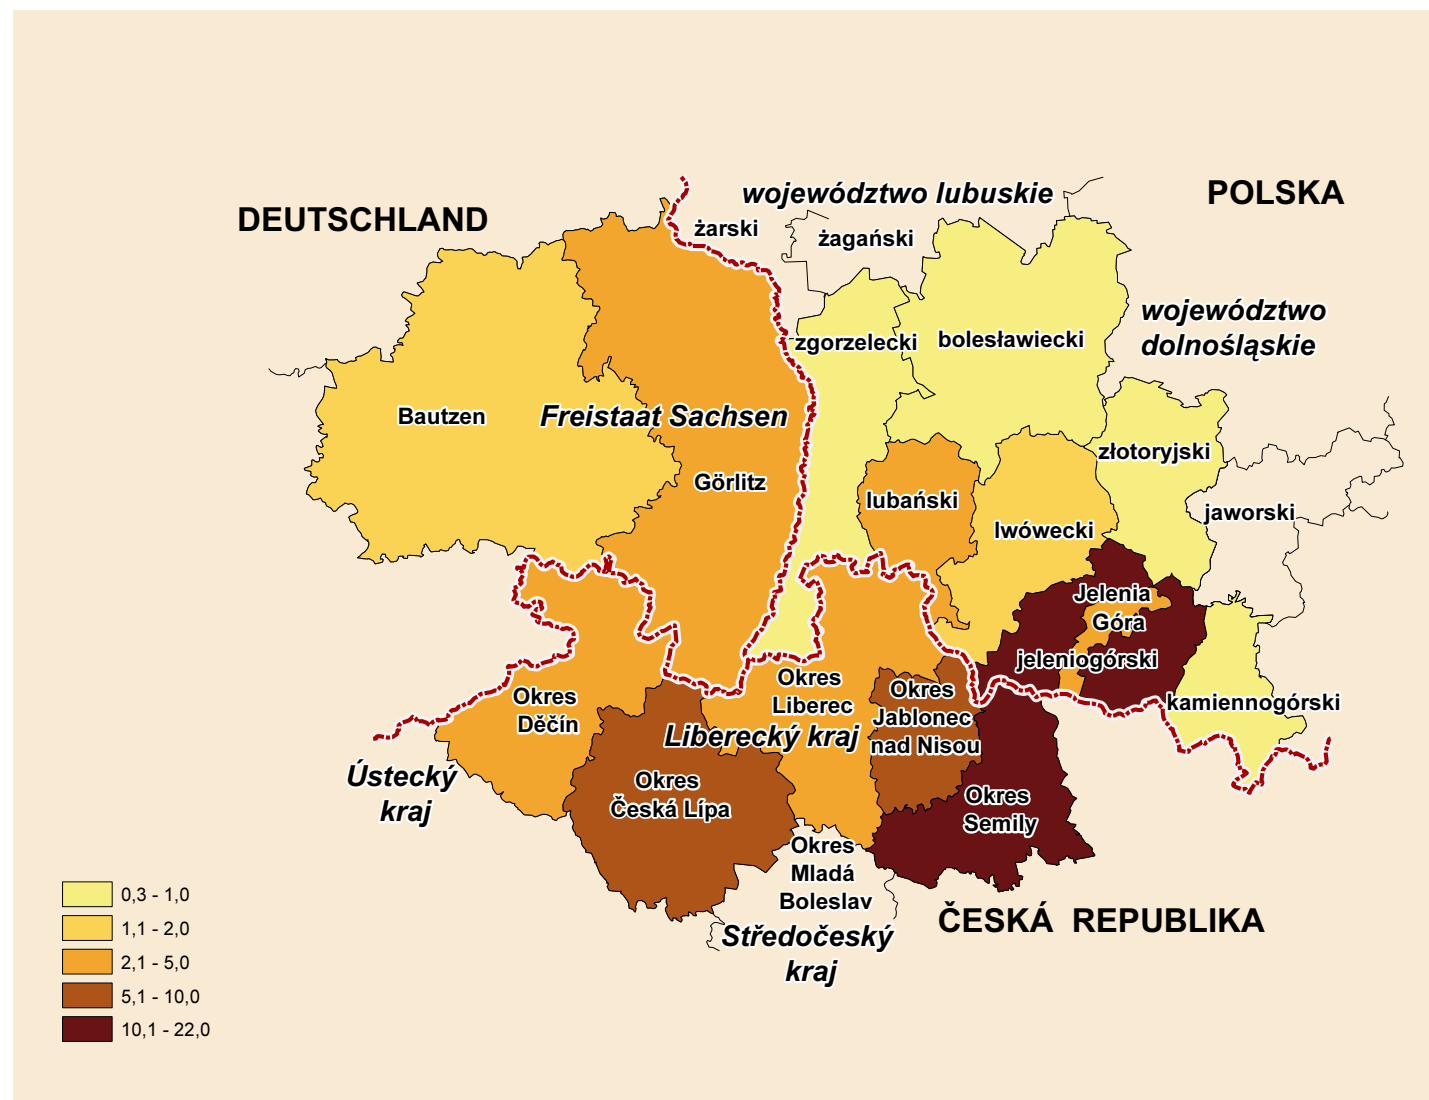 województwo lubuskie
POLSKA
DEUTSCHLAND
żarski
żagański
województwo
dolnośląskie
zgorzelecki
bolesławiecki
Bautzen
Freistaat Sachsen
złotoryjski
Görlitz
lubański
jaworski
lwówecki
Jelenia
Góra
jeleniogórski
Okres
Liberec
Okres
Jablonec
nad Nisou
kamiennogórski
Okres
Děčín
Liberecký kraj
Ústecký
kraj
Okres
Česká Lípa
Okres
Semily
Okres
Mladá
Boleslav
Středočeský
kraj
ČESKÁ REPUBLIKA
0,3 - 1,0
1,1 - 2,0
2,1 - 5,0
5,1 - 10,0
10,1 - 22,0